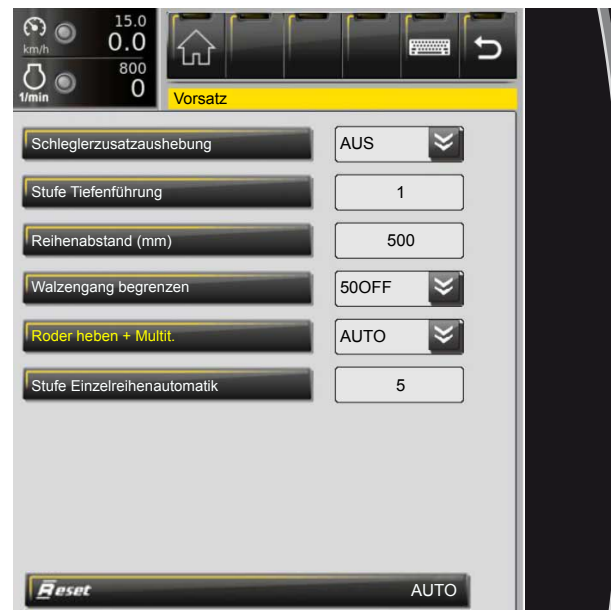 15.0
km/h 0.0
800
1/min 0
Vorsatz
Schleglerzusatzaushebung AUS
Stufe Tiefenführung 1
Reihenabstand (mm) 500
Walzengang begrenzen 50OFF
Roder heben + Multit. AUTO
Stufe Einzelreihenautomatik 5
Reset AUTO